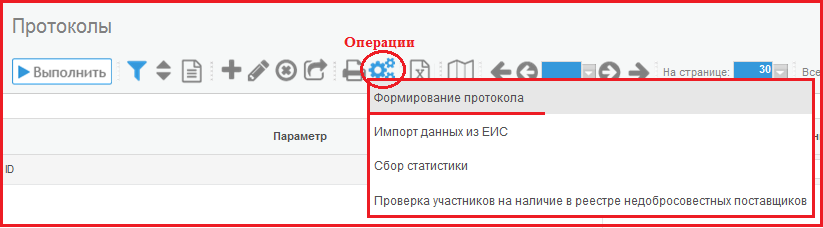 Протоколы
Операции
Выполнить
На странице: 30 Все
Формирование протокола
Параметр
Импорт данных из ЕИС
ID
Сбор статистики
Проверка участников на наличие в реестре недобросовестных поставщиков